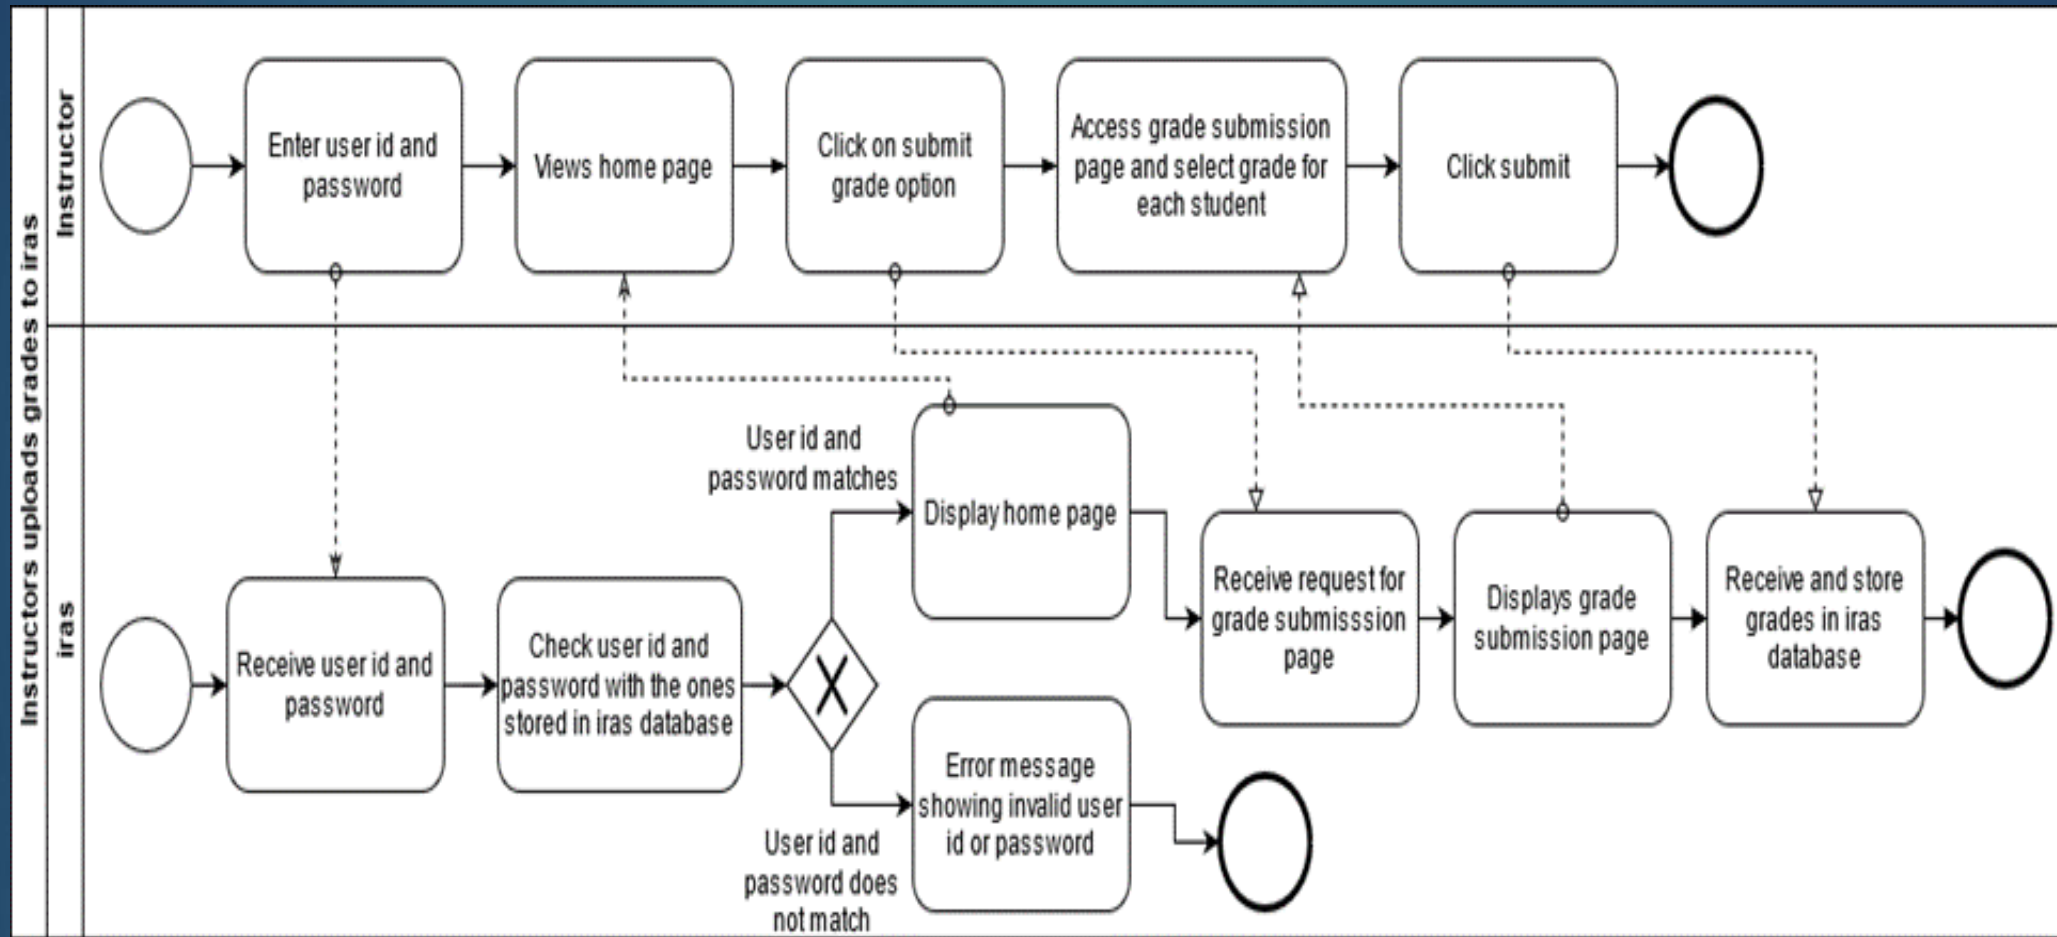 Instructors uploads grades to iras
Instructor
Enter user id and
password
Views home page
Click on submit
grade option
Access grade submission
page and select grade for
each student
Click submit
iras
Receive user id and
password
Check user id and
password with the ones
stored in iras database
User id and
password matches
Display home page
User id and
password does
not match
Error message
showing invalid user
id or password
Receive request for
grade submisssion
page
Displays grade
submission page
Receive and store
grades in iras
database